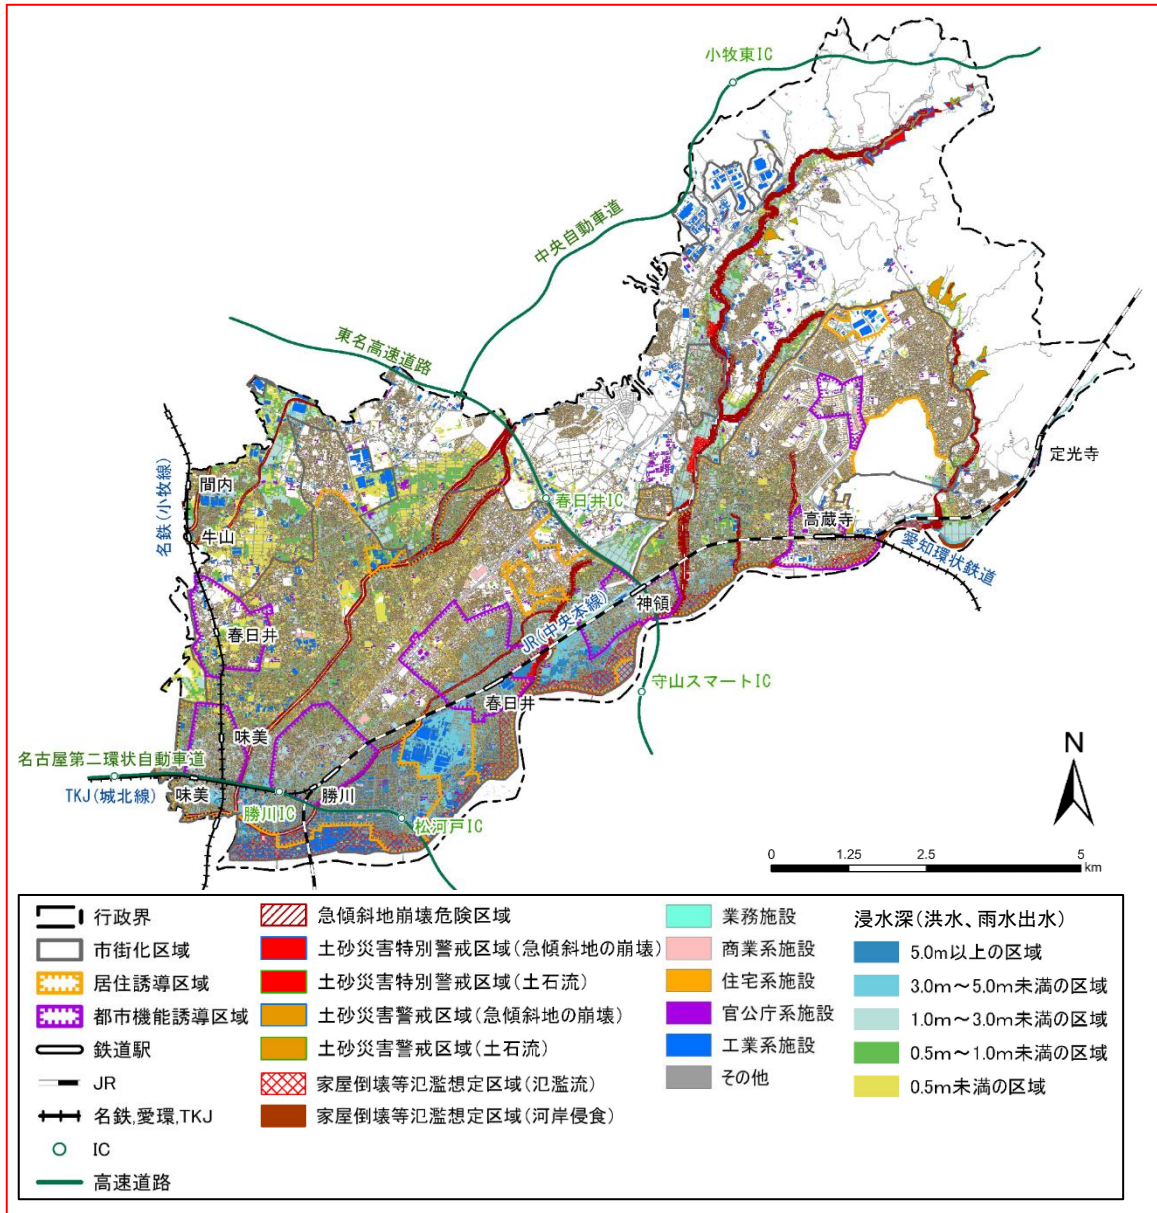 小牧東IC
中央自動車道
東名高速道路
名鉄(小牧線)
間内
牛山
春日井IC
定光寺
高蔵寺
愛知環状鉄道
神領
JR(中央本線)
春日井
守山スマートIC
春日井
味美
名古屋第二環状自動車道
TKJ(城北線)
味美
勝川IC
勝川
松河戸IC
N
0 1.25 2.5 5
km
行政界
市街化区域
居住誘導区域
都市機能誘導区域
鉄道駅
JR
名鉄,愛環,TKJ
IC
高速道路
急傾斜地崩壊危険区域
土砂災害特別警戒区域(急傾斜地の崩壊)
土砂災害特別警戒区域(土石流)
土砂災害警戒区域(急傾斜地の崩壊)
土砂災害警戒区域(土石流)
家屋倒壊等氾濫想定区域(氾濫流)
家屋倒壊等氾濫想定区域(河岸侵食)
業務施設
商業系施設
住宅系施設
官公庁系施設
工業系施設
その他
浸水深(洪水、雨水出水)
5.0m以上の区域
3.0m~5.0m未満の区域
1.0m~3.0m未満の区域
0.5m~1.0m未満の区域
0.5m未満の区域